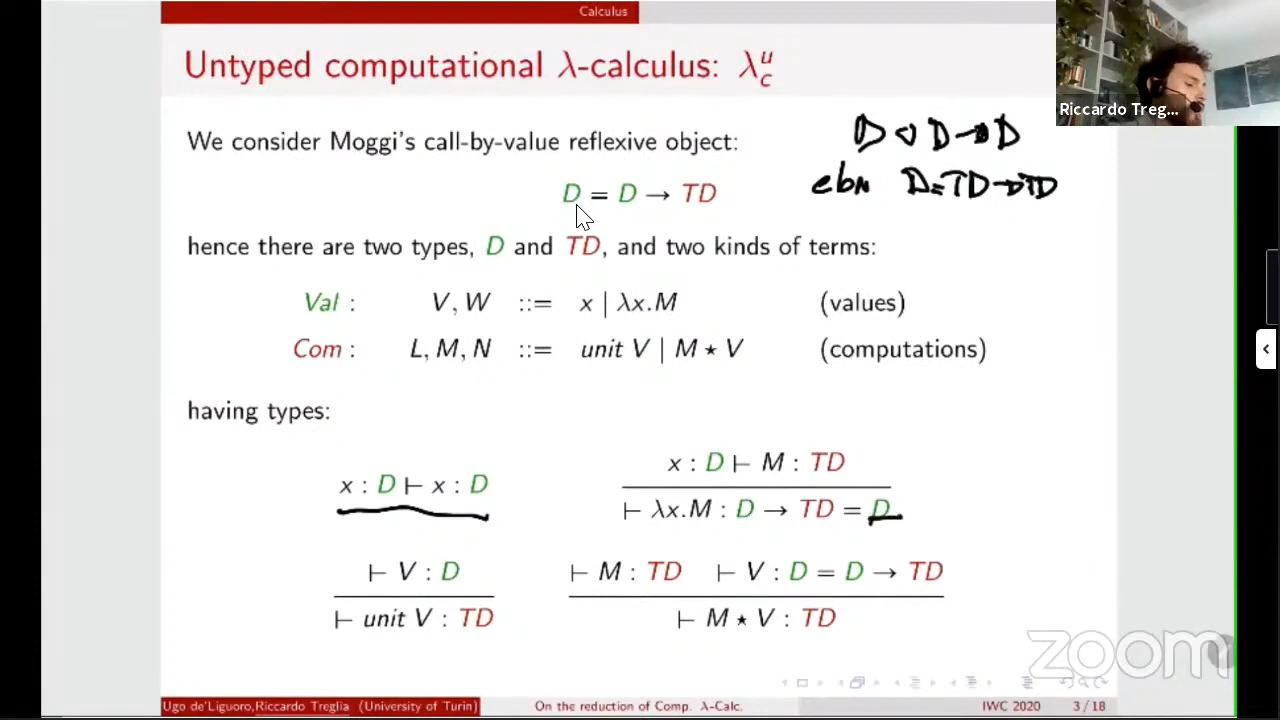 Calculus
Untyped computational λ-calculus: λ_c^u
Riccardo Treg...
We consider Moggi's call-by-value reflexive object:
D ◁ D → D
D = D → TD
cbn D = TD → TD
hence there are two types, D and TD, and two kinds of terms:
Val : V, W ::= x | λx.M (values)
Com : L, M, N ::= unit V | M ⋆ V (computations)
having types:
x : D ⊢ x : D
x : D ⊢ M : TD
⊢ λx.M : D → TD = D
⊢ V : D
⊢ unit V : TD
⊢ M : TD ⊢ V : D = D → TD
⊢ M ⋆ V : TD
zoom
Ugo de'Liguoro,Riccardo Treglia (University of Turin) On the reduction of Comp. λ-Calc. IWC 2020 3 / 18